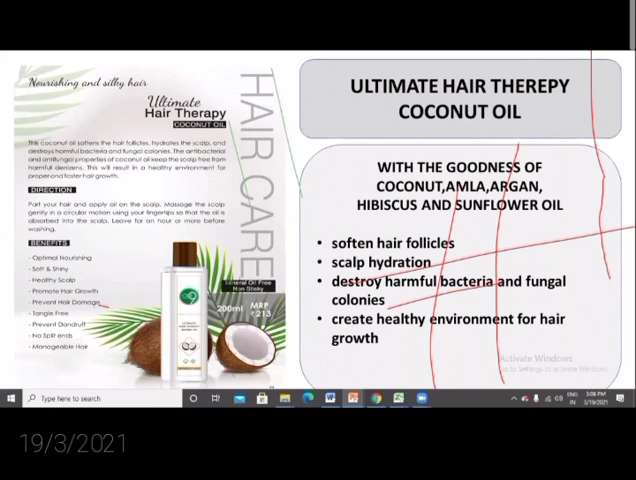 Nourishing and silky hair
Ultimate
Hair Therapy
COCONUT OIL
This coconut oil softens the hair follicles, hydrates the scalp, and
destroys harmful bacteria and fungal colonies. The antibacterial
and antifungal properties of coconut oil keep the scalp free from
harmful denizens. This will result in a healthy environment for
proper and faster hair growth.
DIRECTION
Part your hair and apply oil on the scalp. Massage the scalp
gently in a circular motion using your fingertips so that the oil is
absorbed into the scalp. Leave for an hour or more before
washing.
BENEFITS
- Optimal Nourishing
- Soft & Shiny
- Healthy Scalp
- Promote Hair Growth
- Prevent Hair Damage
- Tangle Free
- Prevent Dandruff
- No Split ends
- Manageable Hair
HAIR CARE
Mineral Oil Free
Non Sticky
200ml
MRP
₹213
ULTIMATE
HAIR THERAPY
ULTIMATE HAIR THEREPY
COCONUT OIL
WITH THE GOODNESS OF
COCONUT,AMLA,ARGAN,
HIBISCUS AND SUNFLOWER OIL
• soften hair follicles
• scalp hydration
• destroy harmful bacteria and fungal
colonies
• create healthy environment for hair
growth
Activate Windows
Go to Settings to activate Windows.
Type here to search
ENG
IN
3:08 PM
3/19/2021
19/3/2021